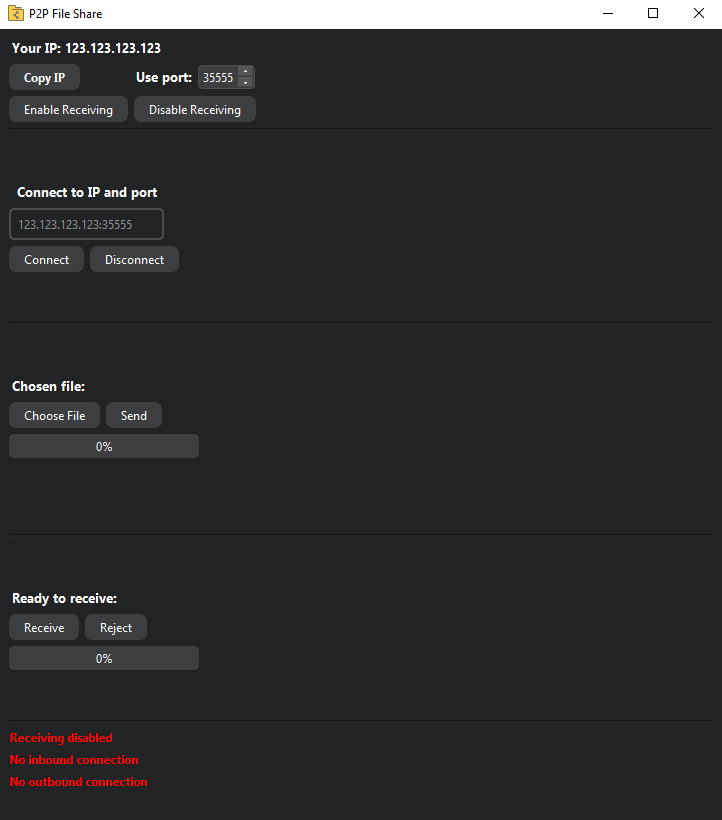 P2P File Share
Your IP: 123.123.123.123
Copy IP Use port: 35555
Enable Receiving Disable Receiving
Connect to IP and port
123.123.123.123:35555
Connect Disconnect
Chosen file:
Choose File Send
0%
Ready to receive:
Receive Reject
0%
Receiving disabled
No inbound connection
No outbound connection